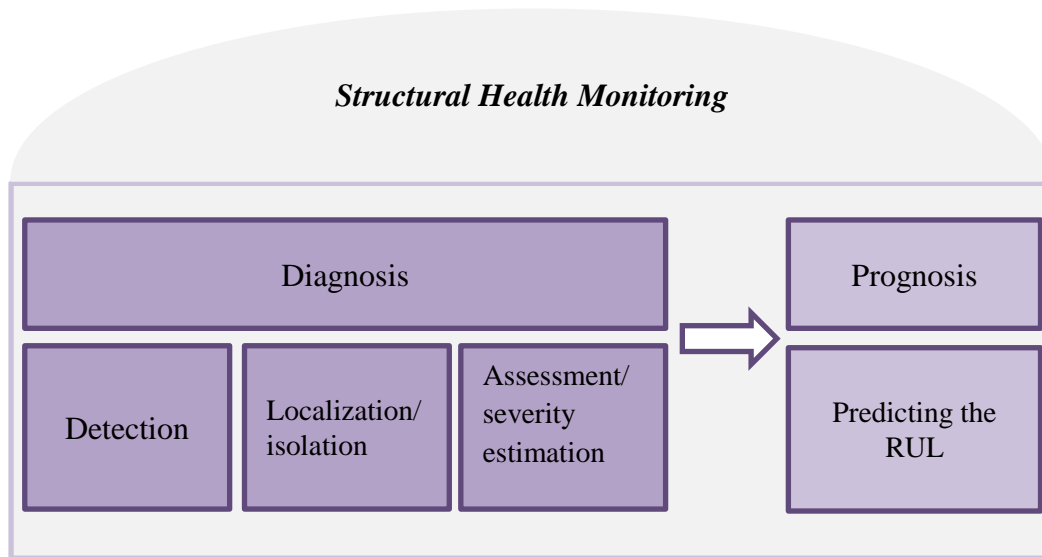 Structural Health Monitoring
Diagnosis
Prognosis
Detection
Localization/
isolation
Assessment/
severity
estimation
Predicting the
RUL